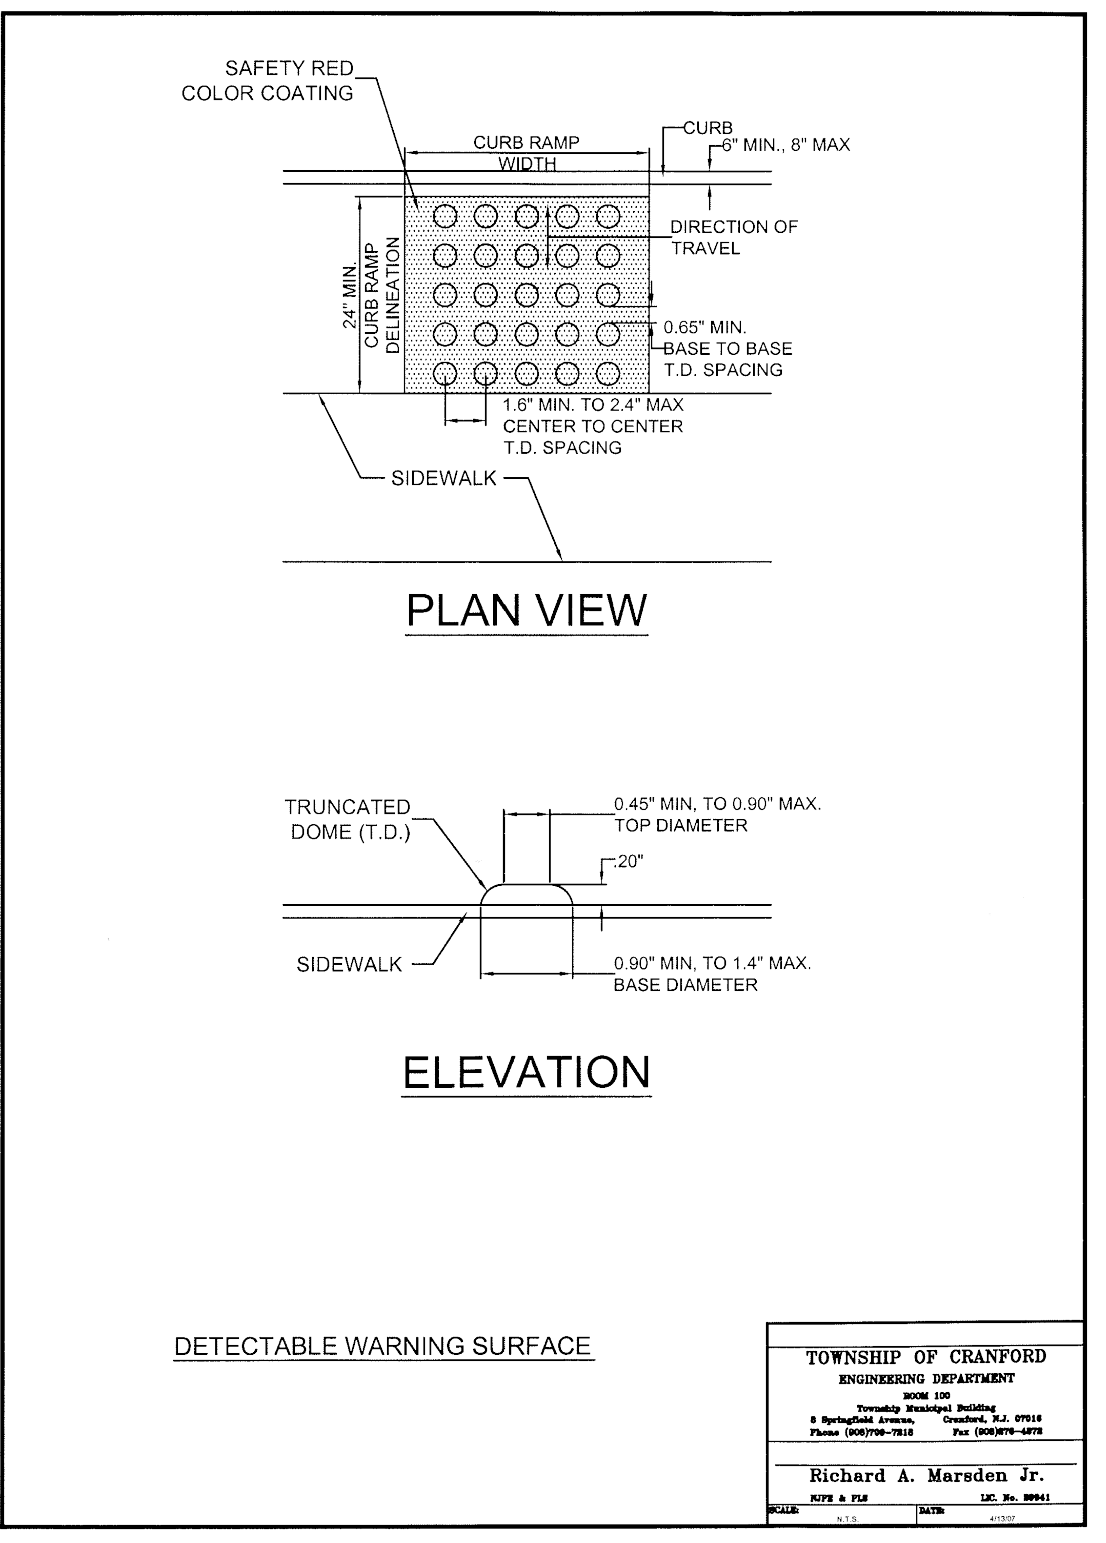 SAFETY RED
COLOR COATING
CURB RAMP
WIDTH
CURB
6" MIN., 8" MAX
DIRECTION OF
TRAVEL
24" MIN.
CURB RAMP
DELINEATION
0.65" MIN.
BASE TO BASE
T.D. SPACING
1.6" MIN. TO 2.4" MAX
CENTER TO CENTER
T.D. SPACING
SIDEWALK
PLAN VIEW
TRUNCATED
DOME (T.D.)
0.45" MIN, TO 0.90" MAX.
TOP DIAMETER
.20"
SIDEWALK
0.90" MIN, TO 1.4" MAX.
BASE DIAMETER
ELEVATION
DETECTABLE WARNING SURFACE
TOWNSHIP OF CRANFORD
ENGINEERING DEPARTMENT
ROOM 100
Township Municipal Building
8 Springfield Avenue, Cranford, N.J. 07016
Phone Fax
Richard A. Marsden Jr.
NJPE & PLS LIC. No.
SCALE: N.T.S. DATE: 4/13/07